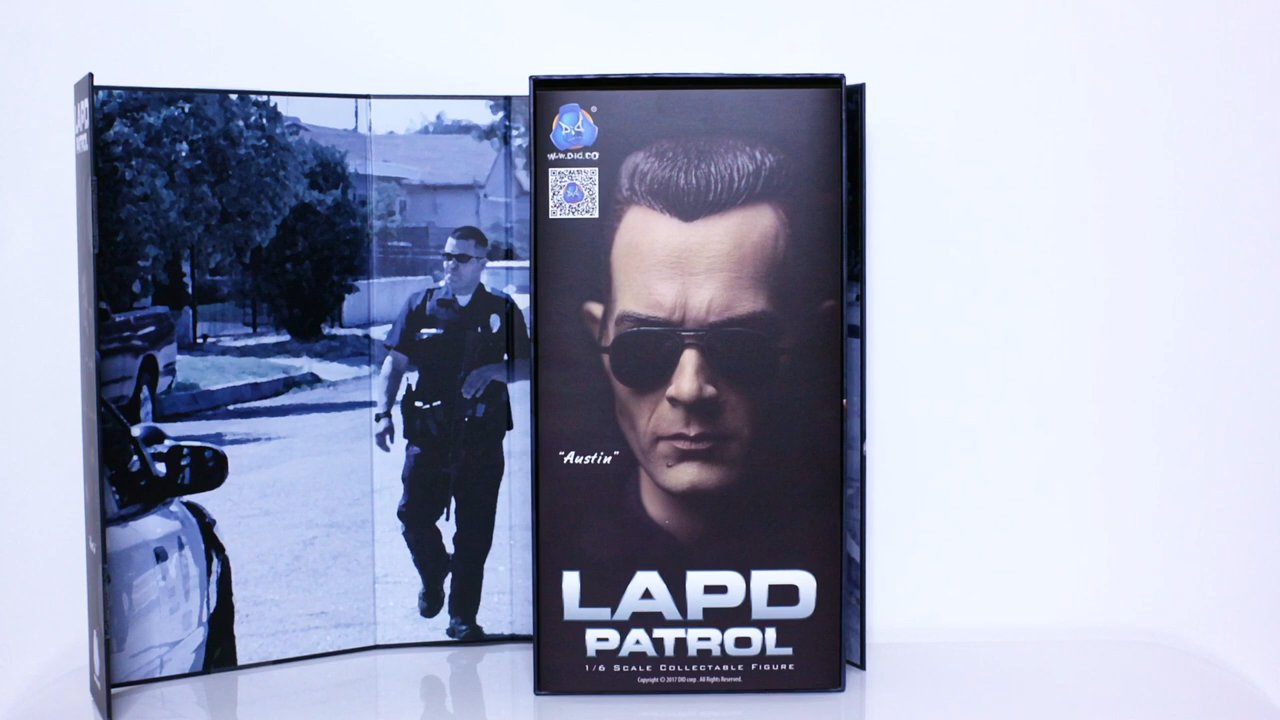 LAPD
®
WWW.DID.CO
"Austin"
LAPD
PATROL
1/6 SCALE COLLECTABLE FIGURE
Copyright © 2017 DID corp . All Rights Reserved.